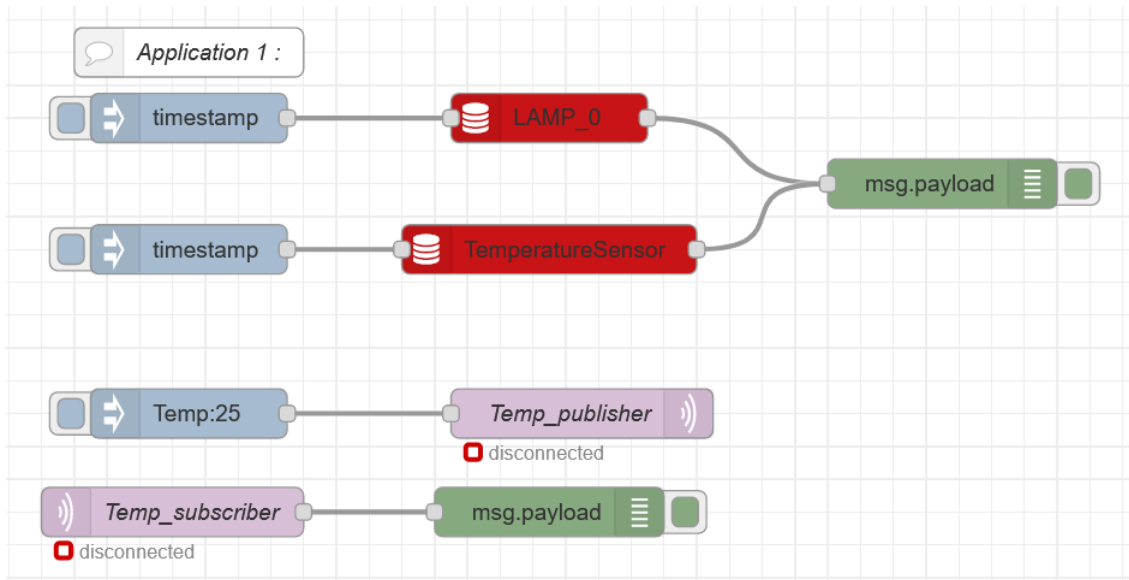 Application 1 :
timestamp
LAMP_0
msg.payload
timestamp
TemperatureSensor
Temp:25
Temp_publisher
disconnected
Temp_subscriber
msg.payload
disconnected